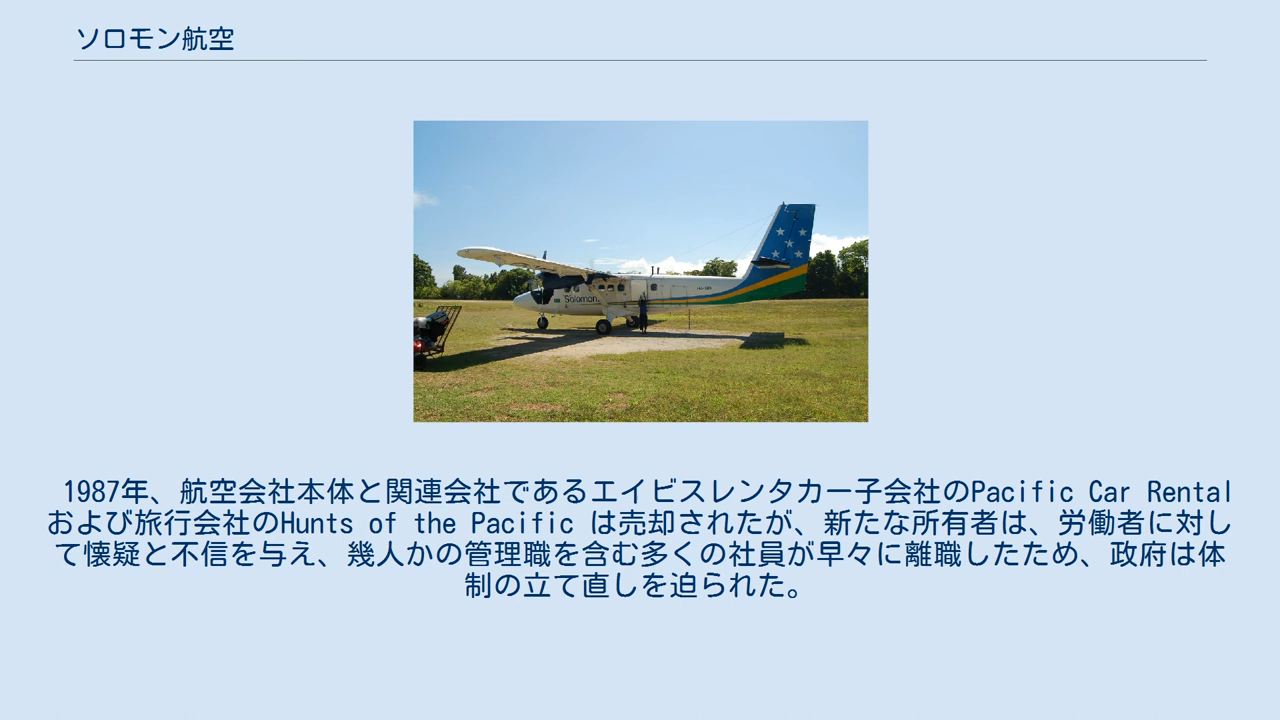 ソロモン航空
Solomon
1987年、航空会社本体と関連会社であるエイビスレンタカー子会社のPacific Car Rental
および旅行会社のHunts of the Pacific は売却されたが、新たな所有者は、労働者に対し
て懐疑と不信を与え、幾人かの管理職を含む多くの社員が早々に離職したため、政府は体
制の立て直しを迫られた。